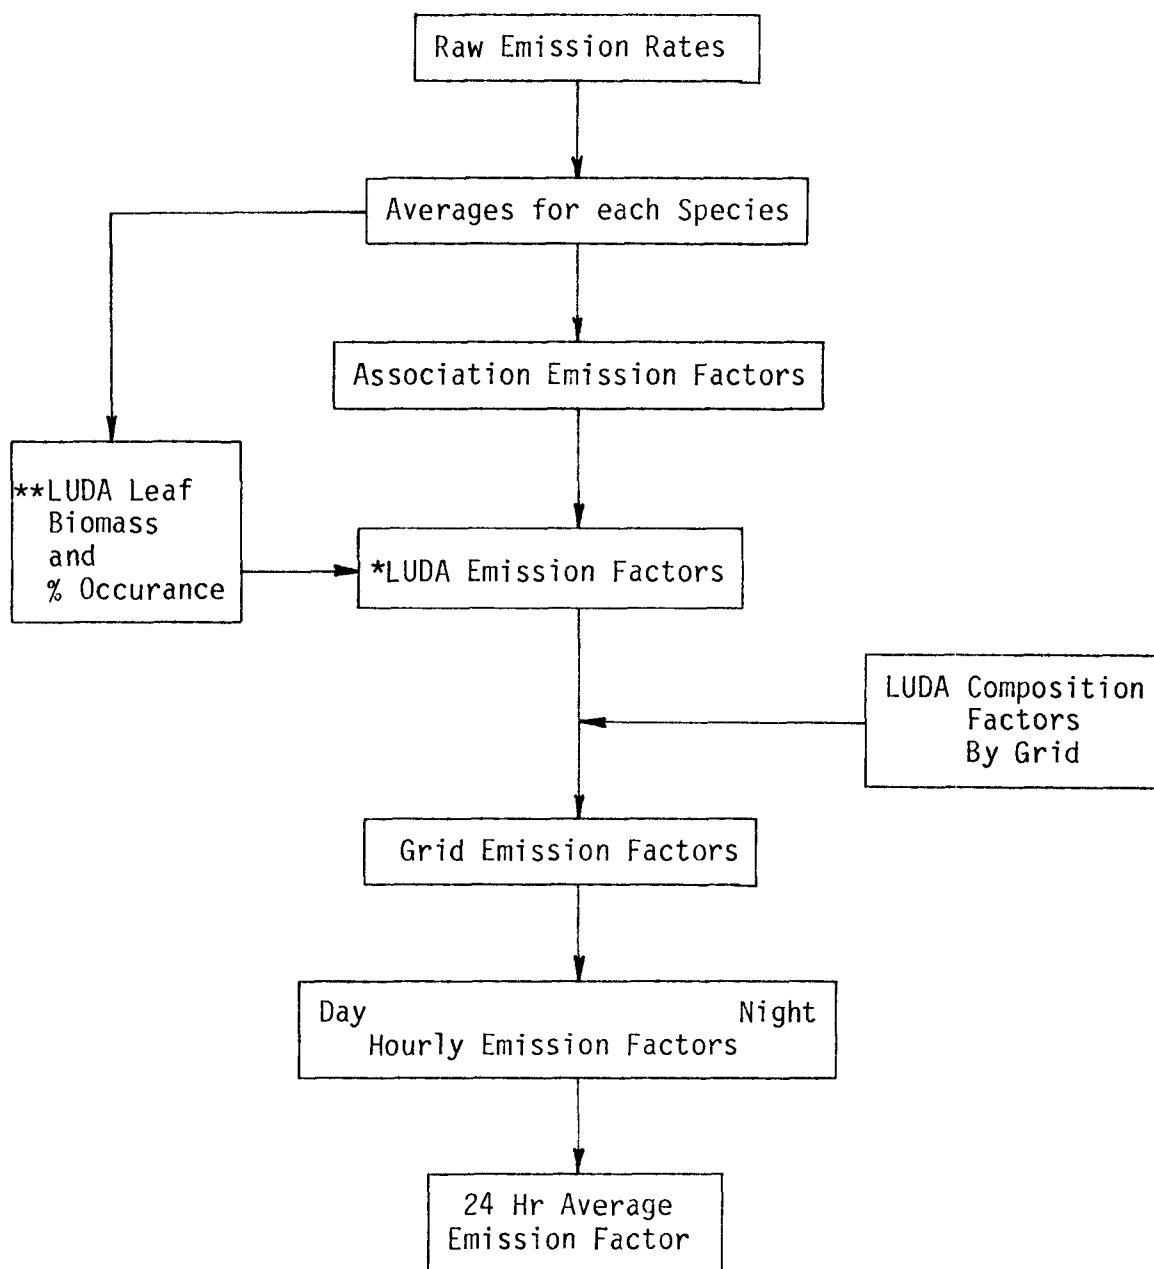 Raw Emission Rates
Averages for each Species
Association Emission Factors
**LUDA Leaf
Biomass
and
% Occurance
*LUDA Emission Factors
LUDA Composition
Factors
By Grid
Grid Emission Factors
Day Night
Hourly Emission Factors
24 Hr Average
Emission Factor